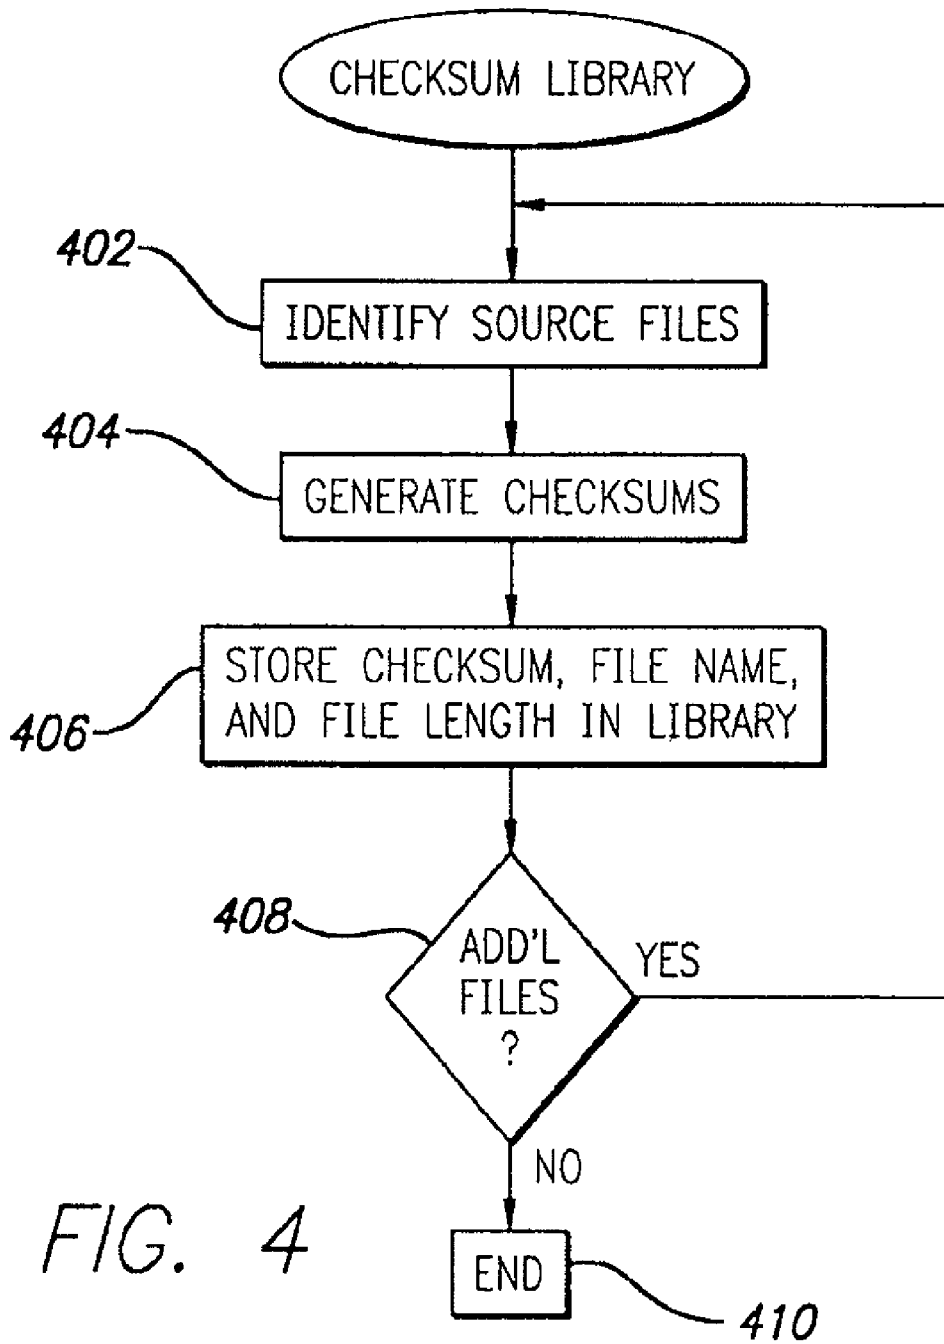 CHECKSUM LIBRARY
402
IDENTIFY SOURCE FILES
404
GENERATE CHECKSUMS
406
STORE CHECKSUM, FILE NAME,
AND FILE LENGTH IN LIBRARY
408
ADD'L
FILES
?
YES
NO
END
410
FIG. 4